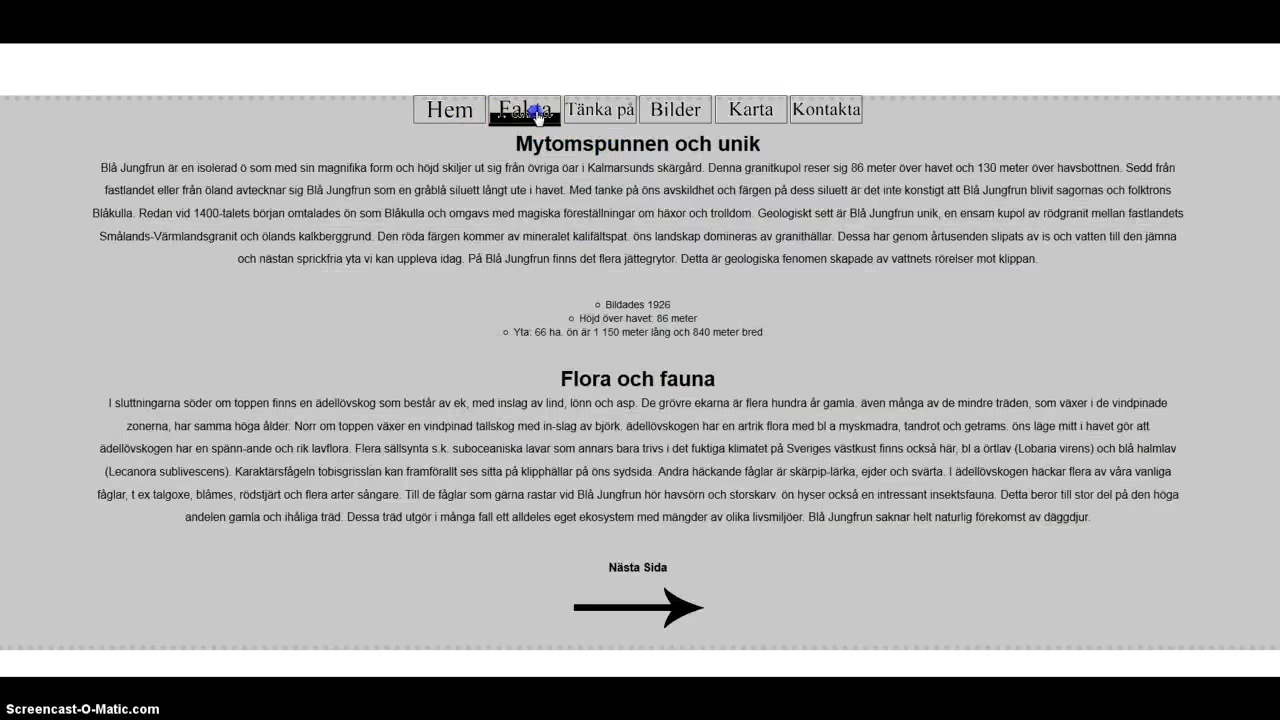 Hem Fakta Tänka på Bilder Karta Kontakta
Mytomspunnen och unik
Blå Jungfrun är en isolerad ö som med sin magnifika form och höjd skiljer ut sig från övriga öar i Kalmarsunds skärgård. Denna granitkupol reser sig 86 meter över havet och 130 meter över havsbottnen. Sedd från
fastlandet eller från öland avtecknar sig Blå Jungfrun som en gråblå siluett långt ute i havet. Med tanke på öns avskildhet och färgen på dess siluett är det inte konstigt att Blå Jungfrun blivit sagornas och folktrons
Blåkulla. Redan vid 1400-talets början omtalades ön som Blåkulla och omgavs med magiska föreställningar om häxor och trolldom. Geologiskt sett är Blå Jungfrun unik, en ensam kupol av rödgranit mellan fastlandets
Smålands-Värmlandsgranit och ölands kalkberggrund. Den röda färgen kommer av mineralet kalifältspat. öns landskap domineras av granithällar. Dessa har genom årtusenden slipats av is och vatten till den jämna
och nästan sprickfria yta vi kan uppleva idag. På Blå Jungfrun finns det flera jättegrytor. Detta är geologiska fenomen skapade av vattnets rörelser mot klippan.
Bildades 1926
Höjd över havet: 86 meter
Yta: 66 ha. ön är 1 150 meter lång och 840 meter bred
Flora och fauna
I sluttningarna söder om toppen finns en ädellövskog som består av ek, med inslag av lind, lönn och asp. De grövre ekarna är flera hundra år gamla. även många av de mindre träden, som växer i de vindpinade
zonerna, har samma höga ålder. Norr om toppen växer en vindpinad tallskog med in-slag av björk. ädellövskogen har en artrik flora med bl a myskmadra, tandrot och getrams. öns läge mitt i havet gör att
ädellövskogen har en spänn-ande och rik lavflora. Flera sällsynta s.k. suboceaniska lavar som annars bara trivs i det fuktiga klimatet på Sveriges västkust finns också här, bl a örtlav (Lobaria virens) och blå halmlav
(Lecanora sublivescens). Karaktärsfågeln tobisgrisslan kan framförallt ses sitta på klipphällar på öns sydsida. Andra häckande fåglar är skärpip-lärka, ejder och svärta. I ädellövskogen häckar flera av våra vanliga
fåglar, t ex talgoxe, blåmes, rödstjärt och flera arter sångare. Till de fåglar som gärna rastar vid Blå Jungfrun hör havsörn och storskarv. ön hyser också en intressant insektsfauna. Detta beror till stor del på den höga
andelen gamla och ihåliga träd. Dessa träd utgör i många fall ett alldeles eget ekosystem med mängder av olika livsmiljöer. Blå Jungfrun saknar helt naturlig förekomst av däggdjur.
Nästa Sida
Screencast-O-Matic.com